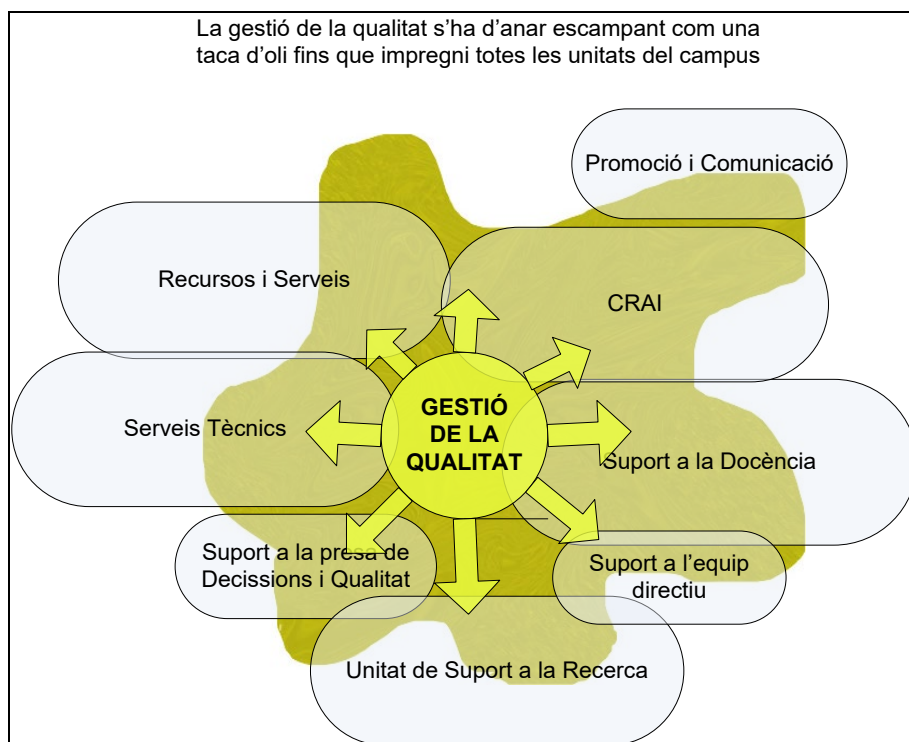 La gestió de la qualitat s’ha d’anar escampant com una
taca d’oli fins que impregni totes les unitats del campus
Promoció i Comunicació
Recursos i Serveis
CRAI
GESTIÓ
DE LA
QUALITAT
Serveis Tècnics
Suport a la Docència
Suport a la presa de
Decissions i Qualitat
Suport a l’equip
directiu
Unitat de Suport a la Recerca